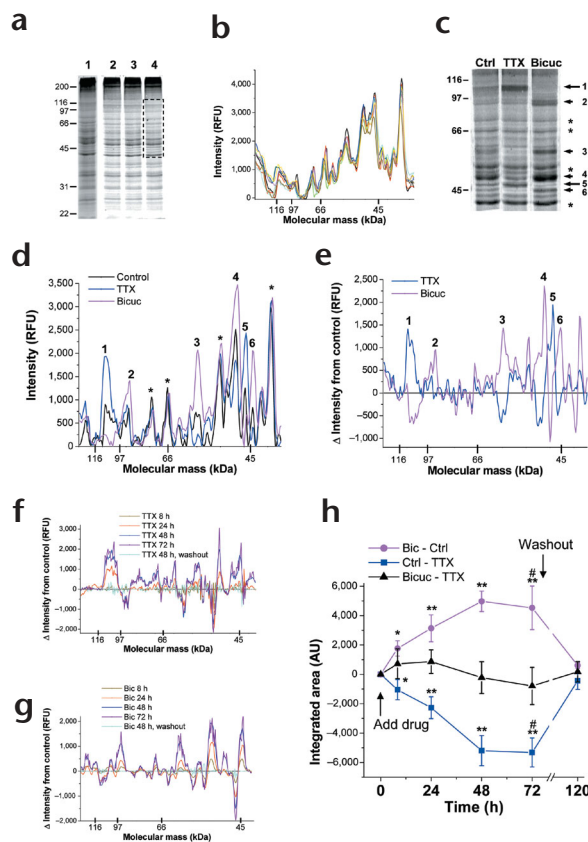 a
1 2 3 4
200
116
97
66
45
31
22
b
Intensity (RFU)
4,000
3,000
2,000
1,000
0
116 97 66 45
Molecular mass (kDa)
c
Ctrl TTX Bicuc
116
97
66
45
1
2
*
*
3
*
4
5
6
*
d
Intensity (RFU)
3,500
3,000
2,500
2,000
1,500
1,000
500
0
Control
TTX
Bicuc
1 2 * * 3 * 4 5 6 *
116 97 66 45
Molecular mass (kDa)
e
Δ Intensity from control (RFU)
2,500
2,000
1,500
1,000
500
0
–500
–1,000
TTX
Bicuc
1 2 3 4 5 6
116 97 66 45
Molecular mass (kDa)
f
Δ Intensity from control (RFU)
3,000
2,000
1,000
0
–1,000
–2,000
TTX 8 h
TTX 24 h
TTX 48 h
TTX 72 h
TTX 48 h, washout
116 97 66 45
Molecular mass (kDa)
g
Δ Intensity from control (RFU)
2,000
1,000
0
–1,000
–2,000
Bic 8 h
Bic 24 h
Bic 48 h
Bic 72 h
Bic 48 h, washout
116 97 66 45
Molecular mass (kDa)
h
Bic - Ctrl
Ctrl - TTX
Bicuc - TTX
Washout
Integrated area (AU)
6,000
4,000
2,000
0
–2,000
–4,000
–6,000
* ** ** # **
* ** ** # **
Add drug
0 24 48 72 120
Time (h)